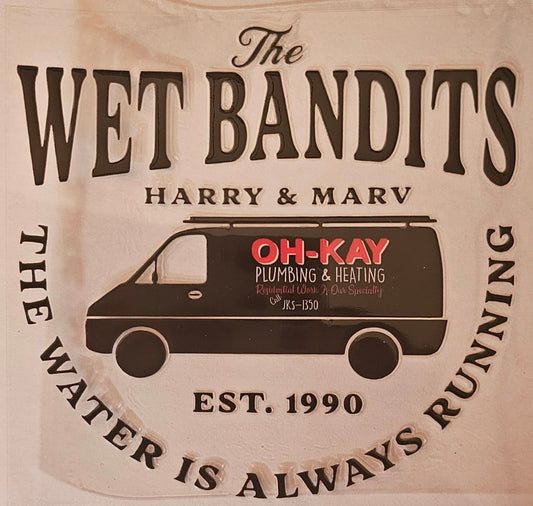 The
WET BANDITS
HARRY & MARV
OH-KAY
PLUMBING & HEATING
Residential Work Is Our Specialty
Call JK5-1350
EST. 1990
THE WATER IS ALWAYS RUNNING